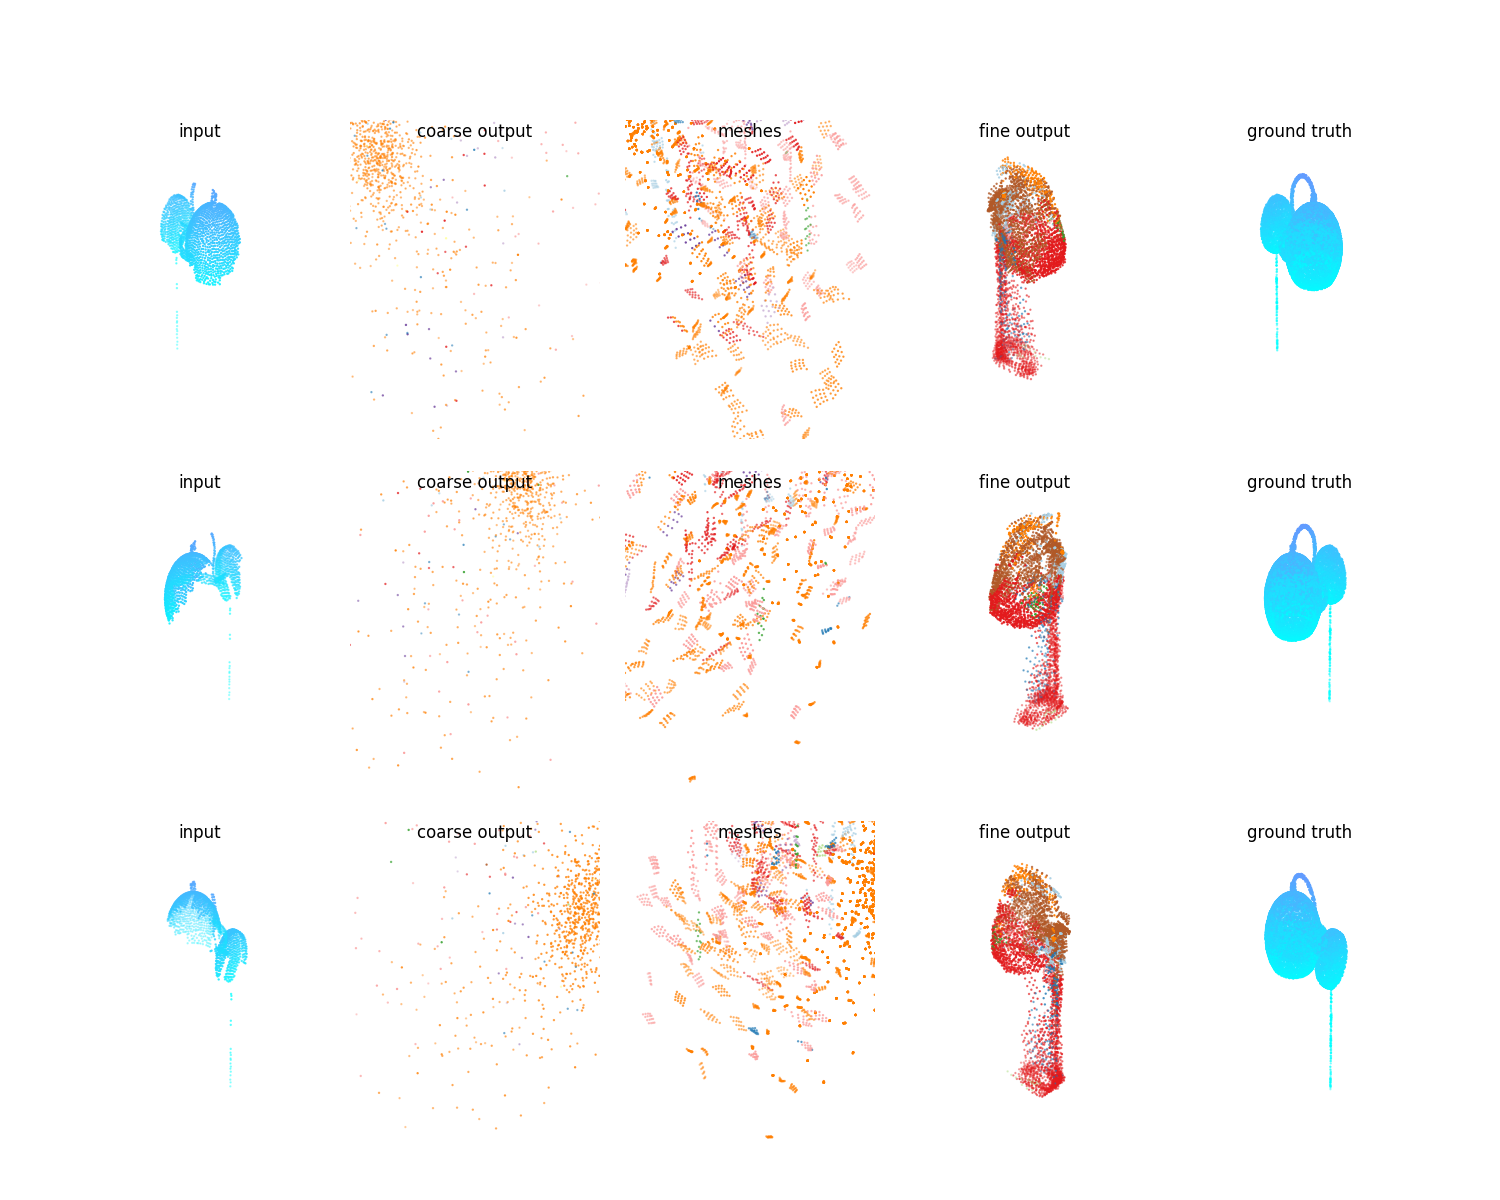 input
coarse output
meshes
fine output
ground truth
input
coarse output
meshes
fine output
ground truth
input
coarse output
meshes
fine output
ground truth